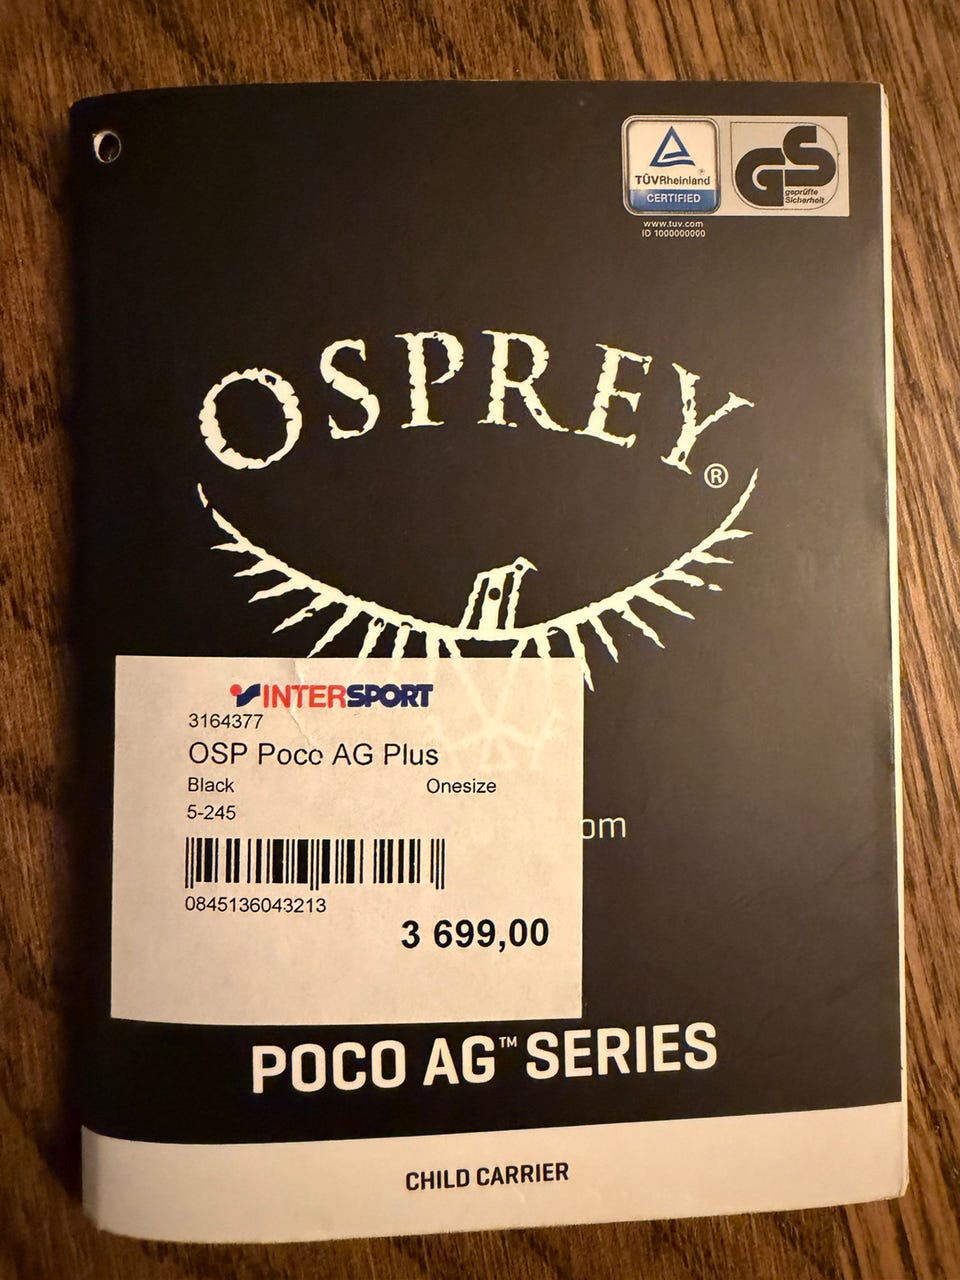 TÜVRheinland®
CERTIFIED
www.tuv.com
ID 1000000000
GS
geprüfte
Sicherheit
OSPREY®
INTERSPORT
3164377
OSP Poco AG Plus
Black Onesize
5-245
0845136043213
3 699,00
POCO AG™ SERIES
CHILD CARRIER